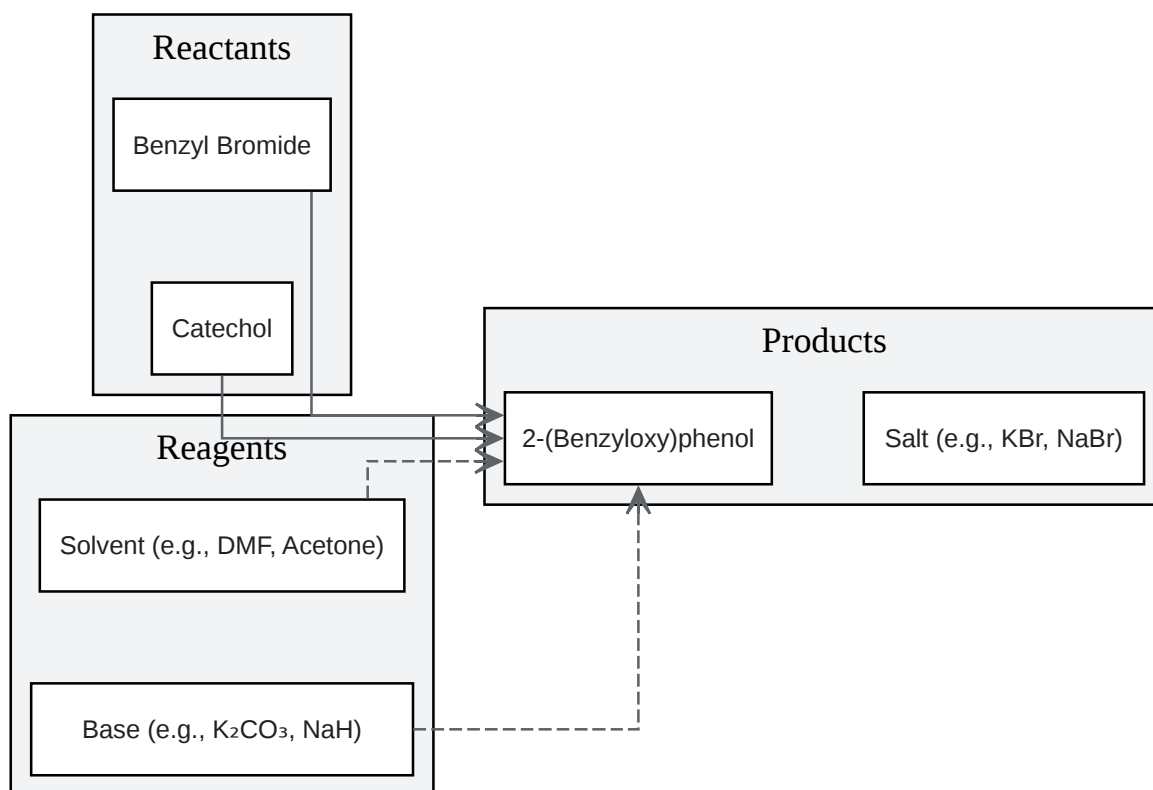 Reactants
Benzyl Bromide
Catechol
Reagents
Solvent (e.g., DMF, Acetone)
Base (e.g., K₂CO₃, NaH)
Products
2-(Benzyloxy)phenol
Salt (e.g., KBr, NaBr)